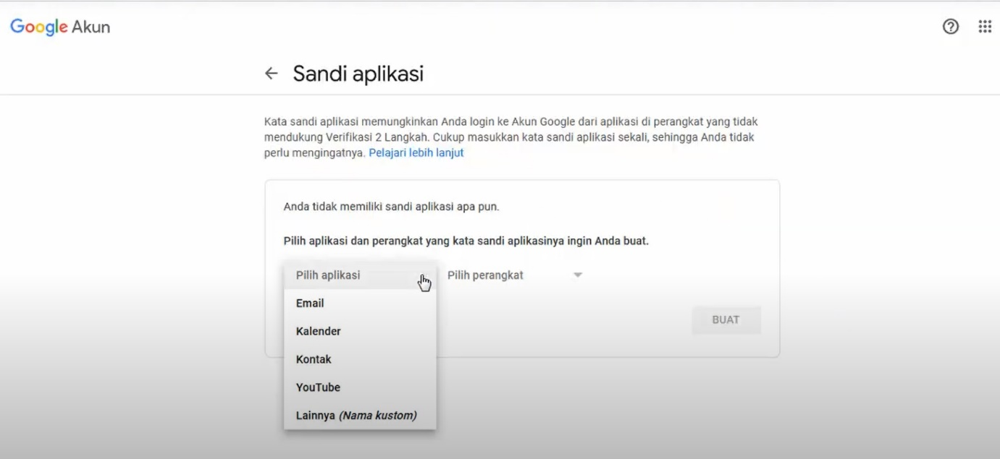 Google Akun
Sandi aplikasi
Kata sandi aplikasi memungkinkan Anda login ke Akun Google dari aplikasi di perangkat yang tidak
mendukung Verifikasi 2 Langkah. Cukup masukkan kata sandi aplikasi sekali, sehingga Anda tidak
perlu mengingatnya. Pelajari lebih lanjut
Anda tidak memiliki sandi aplikasi apa pun.
Pilih aplikasi dan perangkat yang kata sandi aplikasinya ingin Anda buat.
Pilih aplikasi
Pilih perangkat
Email
Kalender
Kontak
YouTube
Lainnya (Nama kustom)
BUAT